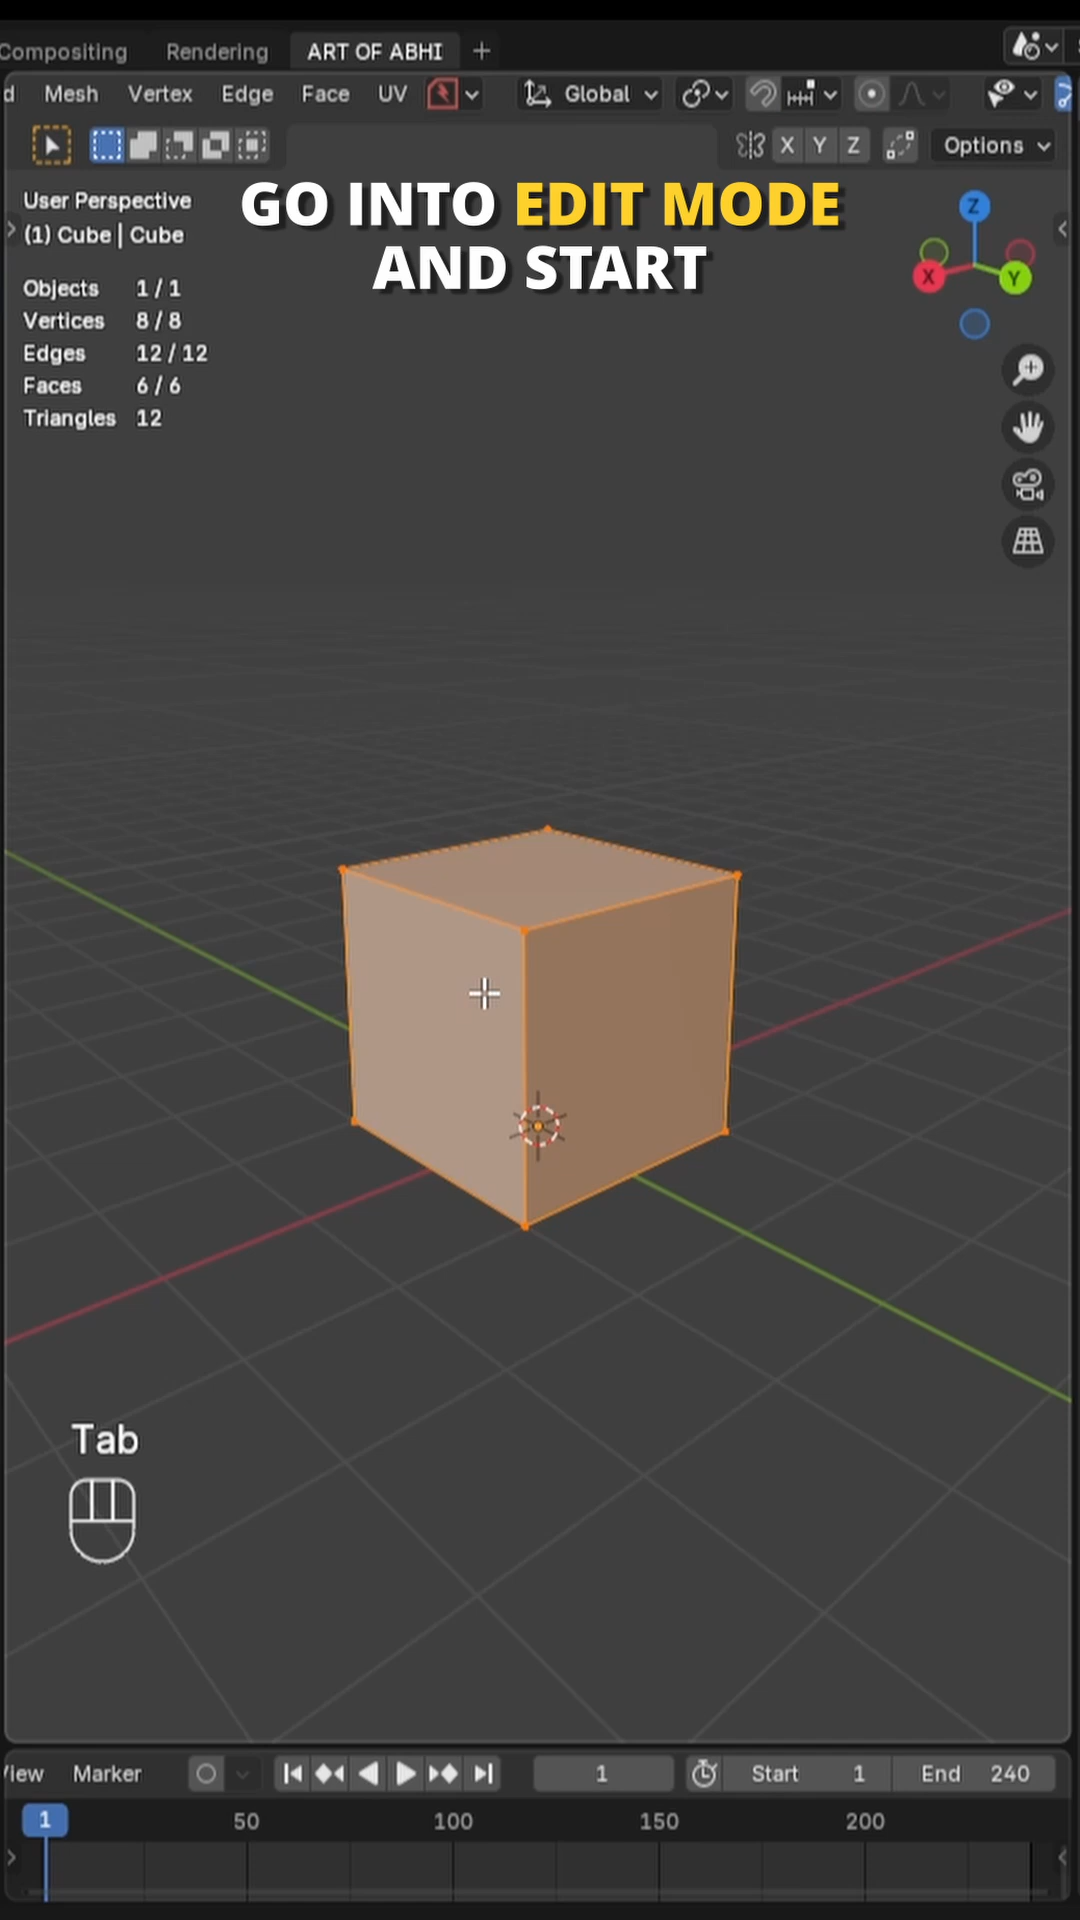 Compositing Rendering ART OF ABHI +
d Mesh Vertex Edge Face UV Global
X Y Z Options
User Perspective
(1) Cube | Cube
GO INTO EDIT MODE
AND START
Z
X
Y
Objects 1 / 1
Vertices 8 / 8
Edges 12 / 12
Faces 6 / 6
Triangles 12
Tab
View Marker 1 Start 1 End 240
1 50 100 150 200